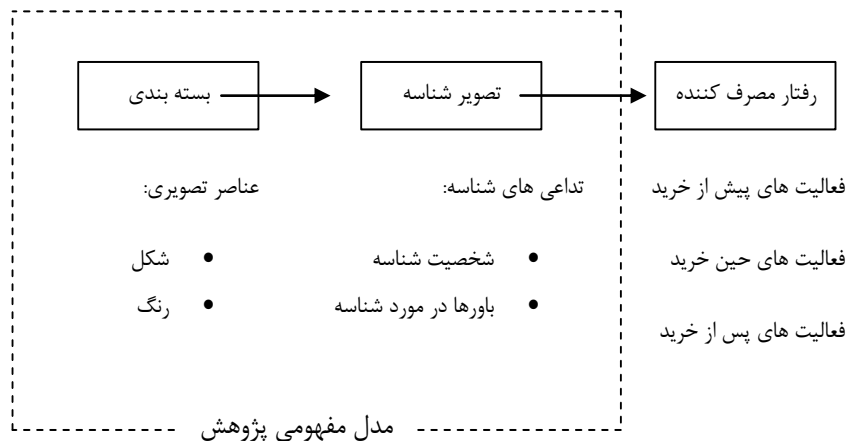 بسته بندی
تصویر شناسه
رفتار مصرف کننده
عناصر تصویری:
تداعی های شناسه:
فعالیت های پیش از خرید
• شکل
• شخصیت شناسه
فعالیت های حین خرید
• رنگ
• باورها در مورد شناسه
فعالیت های پس از خرید
مدل مفهومی پژوهش